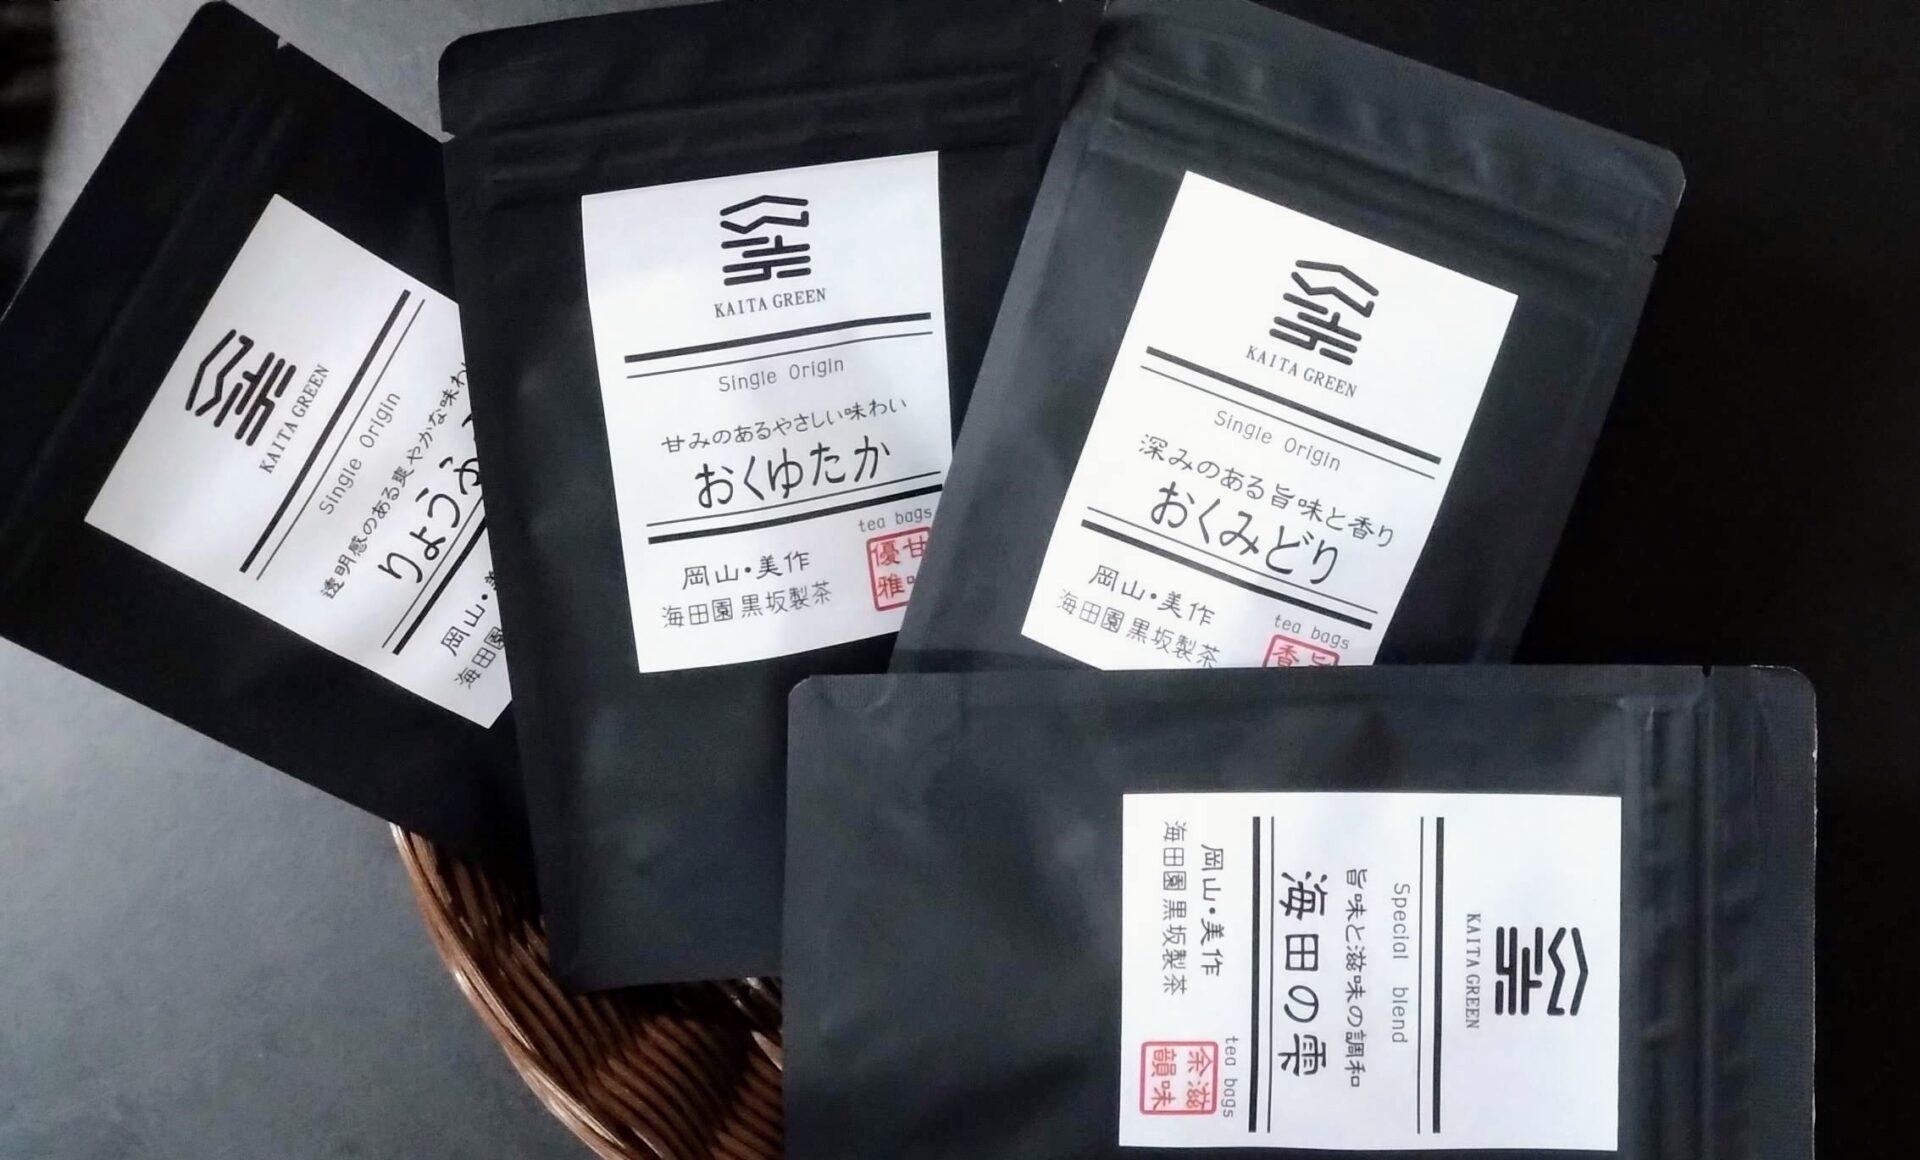 KAITA GREEN
Single Origin
透明感のある爽やかな味わ
りょうふ
岡山・美
海田園
KAITA GREEN
Single Origin
甘みのあるやさしい味わい
おくゆたか
tea bags
岡山・美作
海田園 黒坂製茶
甘味
優雅
KAITA GREEN
Single Origin
深みのある旨味と香り
おくみどり
tea bags
岡山・美作
海田園 黒坂製茶
旨
香
KAITA GREEN
Special blend
旨味と滋味の調和
海田の雫
tea bags
岡山・美作
海田園 黒坂製茶
滋味
余韻